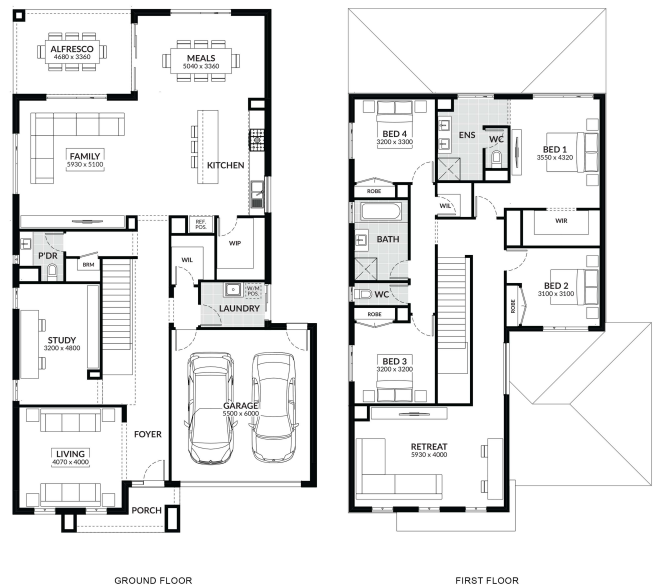 ALFRESCO
4680 x 3360
MEALS
5040 x 3360
FAMILY
5930 x 5100
KITCHEN
REF.
POS.
P'DR
BRM
WIL
WIP
W/M
POS.
LAUNDRY
STUDY
3200 x 4800
GARAGE
5500 x 6000
LIVING
4070 x 4000
FOYER
PORCH
GROUND FLOOR
BED 4
3200 x 3300
ENS
WC
BED 1
3550 x 4320
ROBE
WIL
WIR
BATH
WC
BED 2
3100 x 3100
ROBE
ROBE
BED 3
3200 x 3200
RETREAT
5930 x 4000
FIRST FLOOR